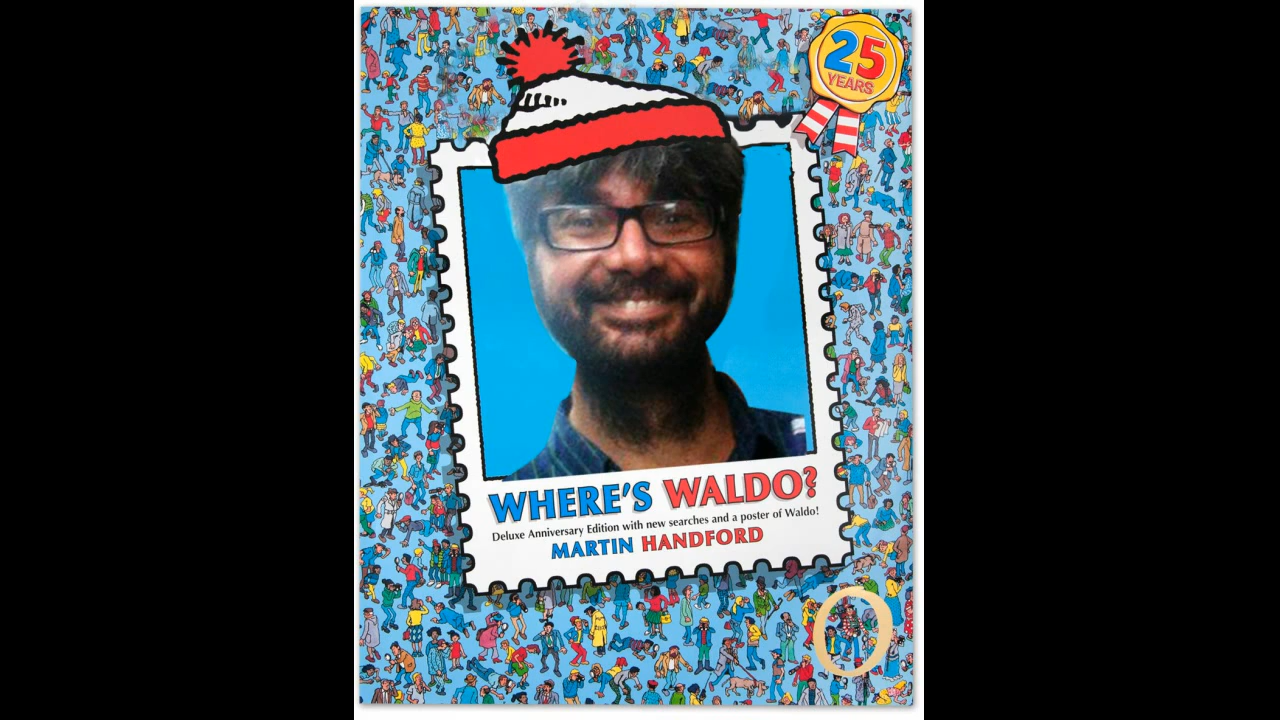 25
YEARS
WHERE'S WALDO?
Deluxe Anniversary Edition with new searches and a poster of Waldo!
MARTIN HANDFORD
O